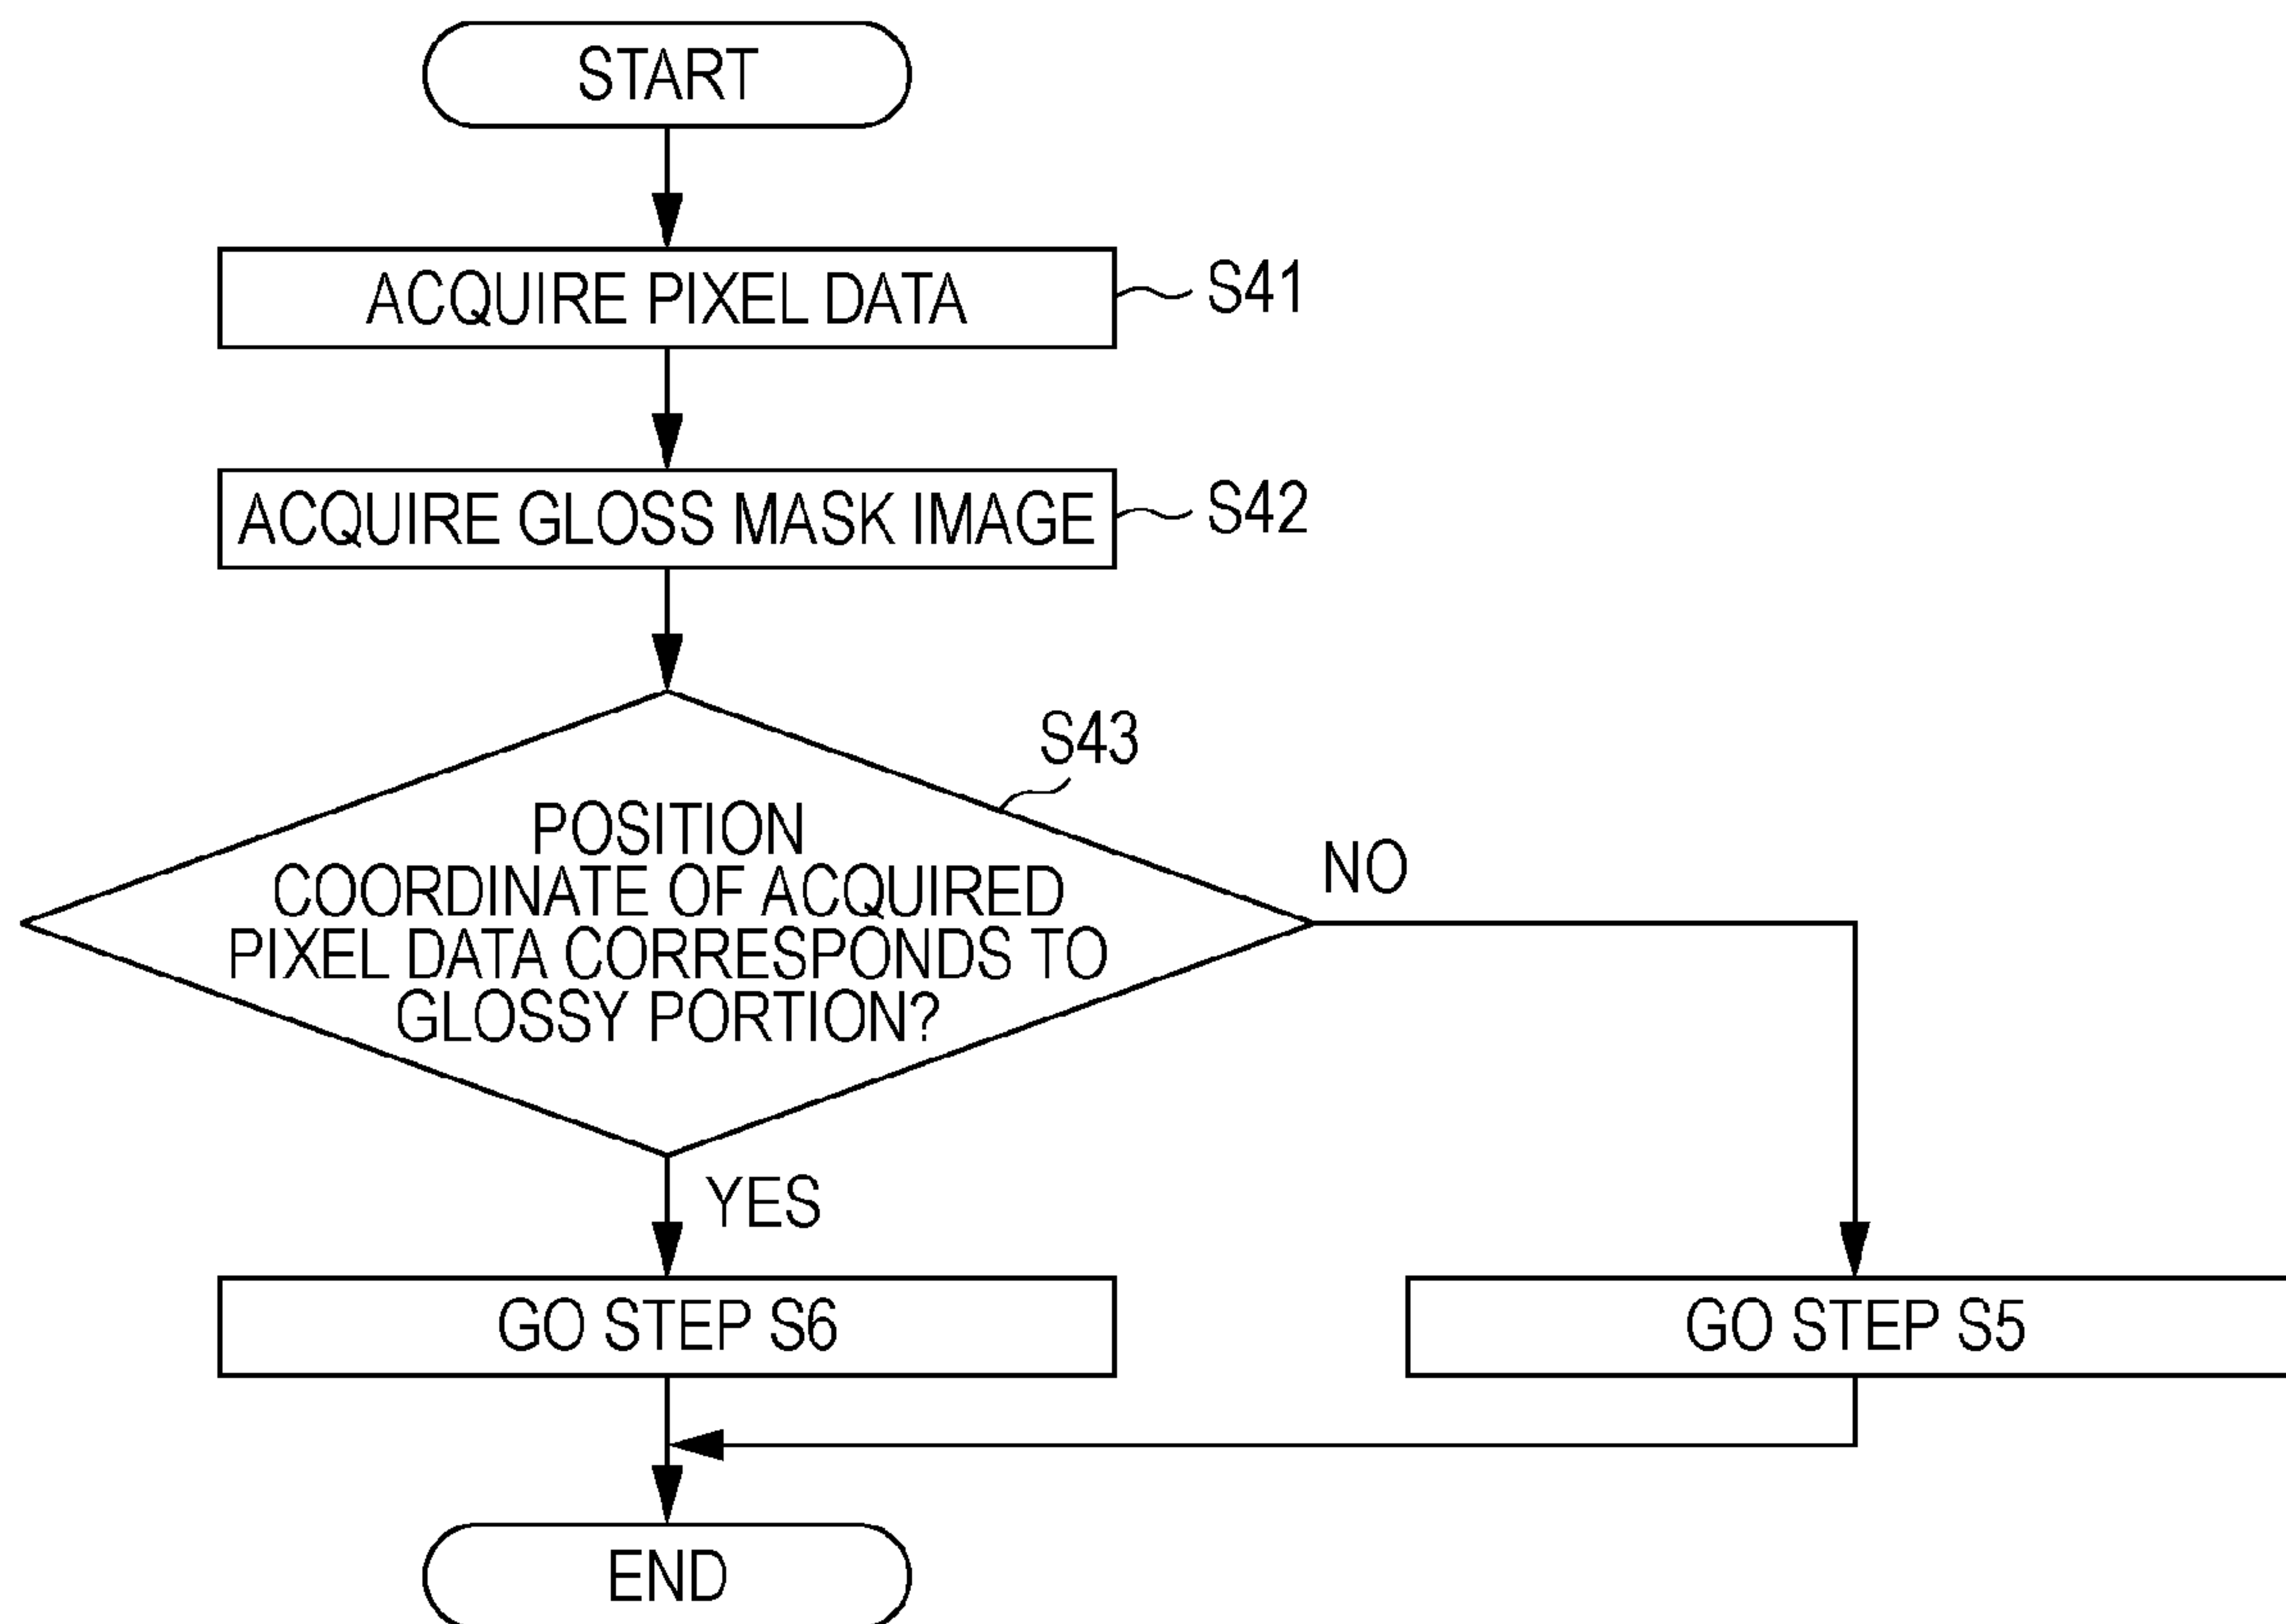 START
ACQUIRE PIXEL DATA
S41
ACQUIRE GLOSS MASK IMAGE
S42
S43
POSITION
COORDINATE OF ACQUIRED
PIXEL DATA CORRESPONDS TO
GLOSSY PORTION?
NO
YES
GO STEP S6
GO STEP S5
END